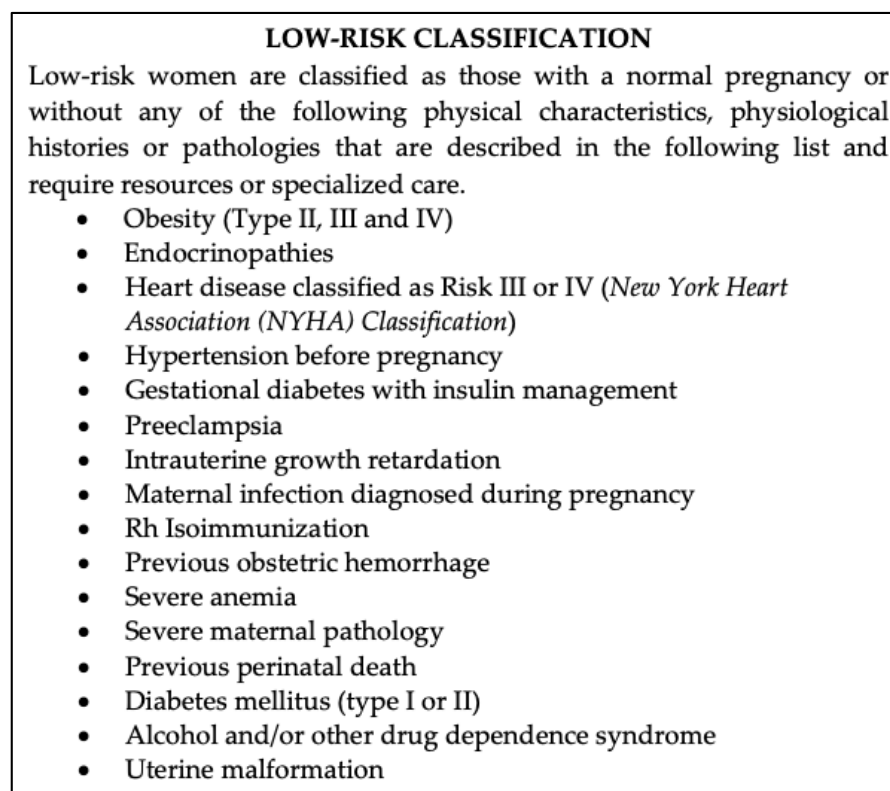 LOW-RISK CLASSIFICATION
Low-risk women are classified as those with a normal pregnancy or
without any of the following physical characteristics, physiological
histories or pathologies that are described in the following list and
require resources or specialized care.
• Obesity (Type II, III and IV)
• Endocrinopathies
• Heart disease classified as Risk III or IV (New York Heart
Association (NYHA) Classification)
• Hypertension before pregnancy
• Gestational diabetes with insulin management
• Preeclampsia
• Intrauterine growth retardation
• Maternal infection diagnosed during pregnancy
• Rh Isoimmunization
• Previous obstetric hemorrhage
• Severe anemia
• Severe maternal pathology
• Previous perinatal death
• Diabetes mellitus (type I or II)
• Alcohol and/or other drug dependence syndrome
• Uterine malformation